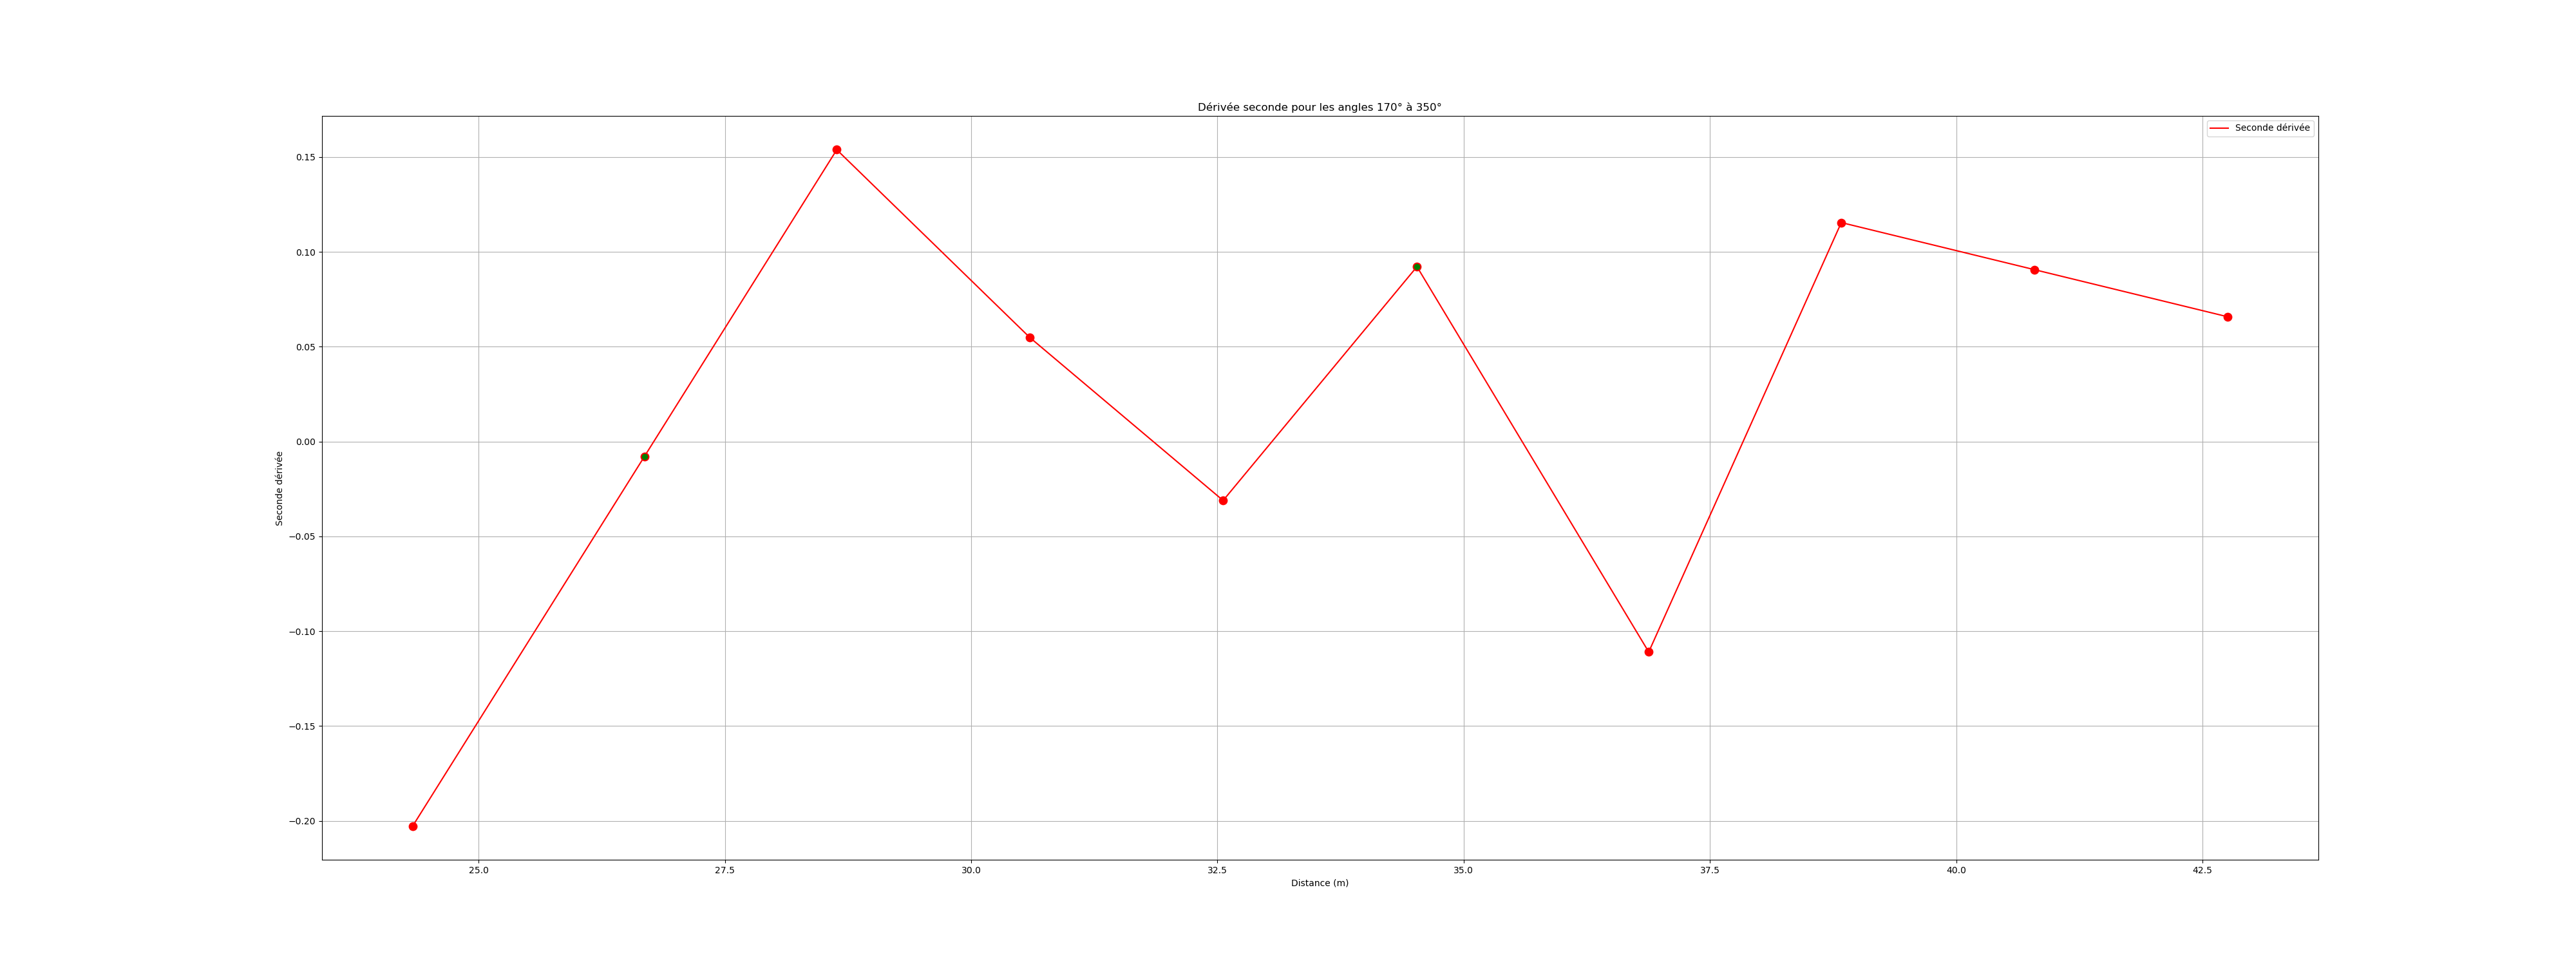 Dérivée seconde pour les angles 170° à 350°
Seconde dérivée
0.15
0.10
0.05
0.00
−0.05
−0.10
−0.15
−0.20
Seconde dérivée
25.0 27.5 30.0 32.5 35.0 37.5 40.0 42.5
Distance (m)